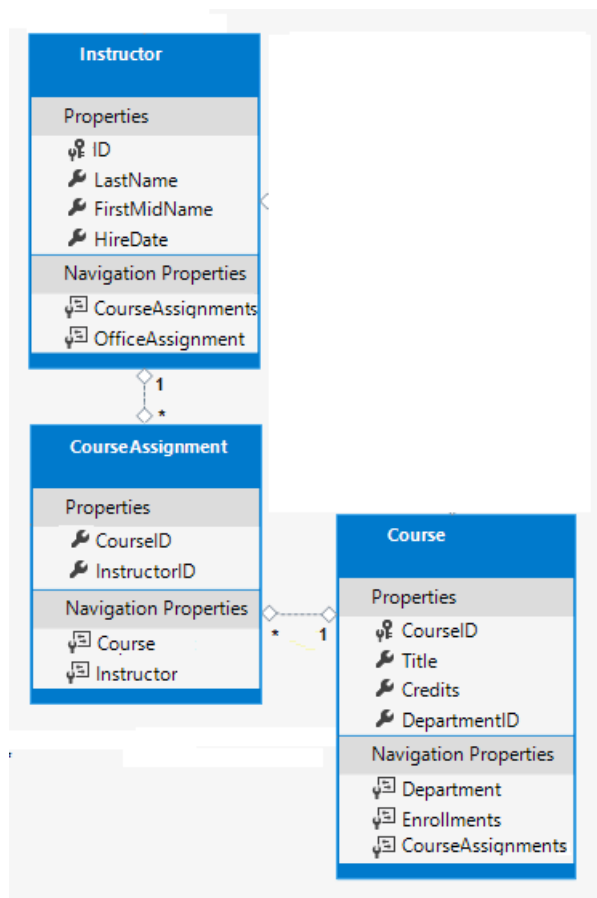 Instructor
Properties
ID
LastName
FirstMidName
HireDate
Navigation Properties
CourseAssignments
OfficeAssignment
1
*
CourseAssignment
Properties
CourseID
InstructorID
Navigation Properties
Course
Instructor
* 1
Course
Properties
CourseID
Title
Credits
DepartmentID
Navigation Properties
Department
Enrollments
CourseAssignments